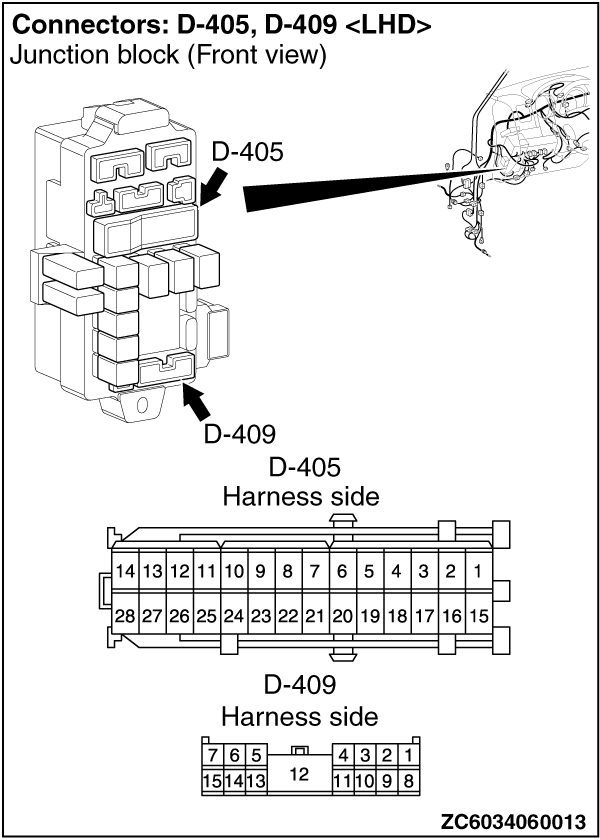 Connectors: D-405, D-409 <LHD>
Junction block (Front view)
D-405
D-409
D-405
Harness side
14 13 12 11 10 9 8 7 6 5 4 3 2 1
28 27 26 25 24 23 22 21 20 19 18 17 16 15
D-409
Harness side
7 6 5 4 3 2 1
15 14 13 12 11 10 9 8
ZC6034060013